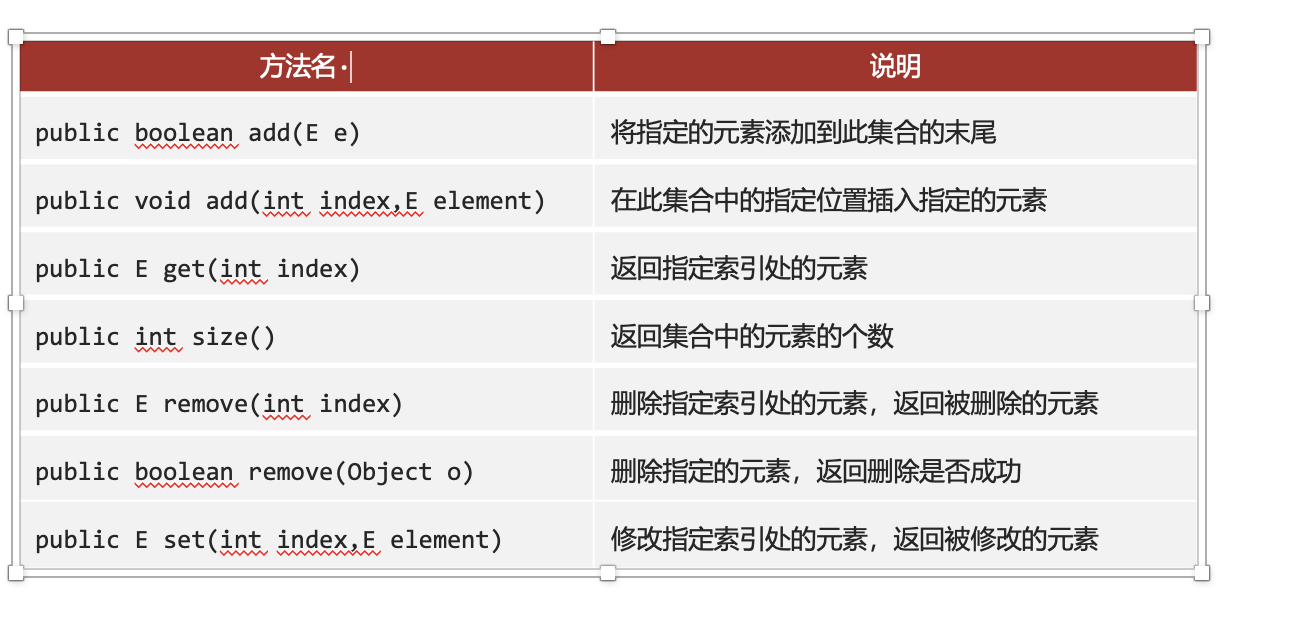 方法名· 说明
public boolean add(E e) 将指定的元素添加到此集合的末尾
public void add(int index,E element) 在此集合中的指定位置插入指定的元素
public E get(int index) 返回指定索引处的元素
public int size() 返回集合中的元素的个数
public E remove(int index) 删除指定索引处的元素，返回被删除的元素
public boolean remove(Object o) 删除指定的元素，返回删除是否成功
public E set(int index,E element) 修改指定索引处的元素，返回被修改的元素